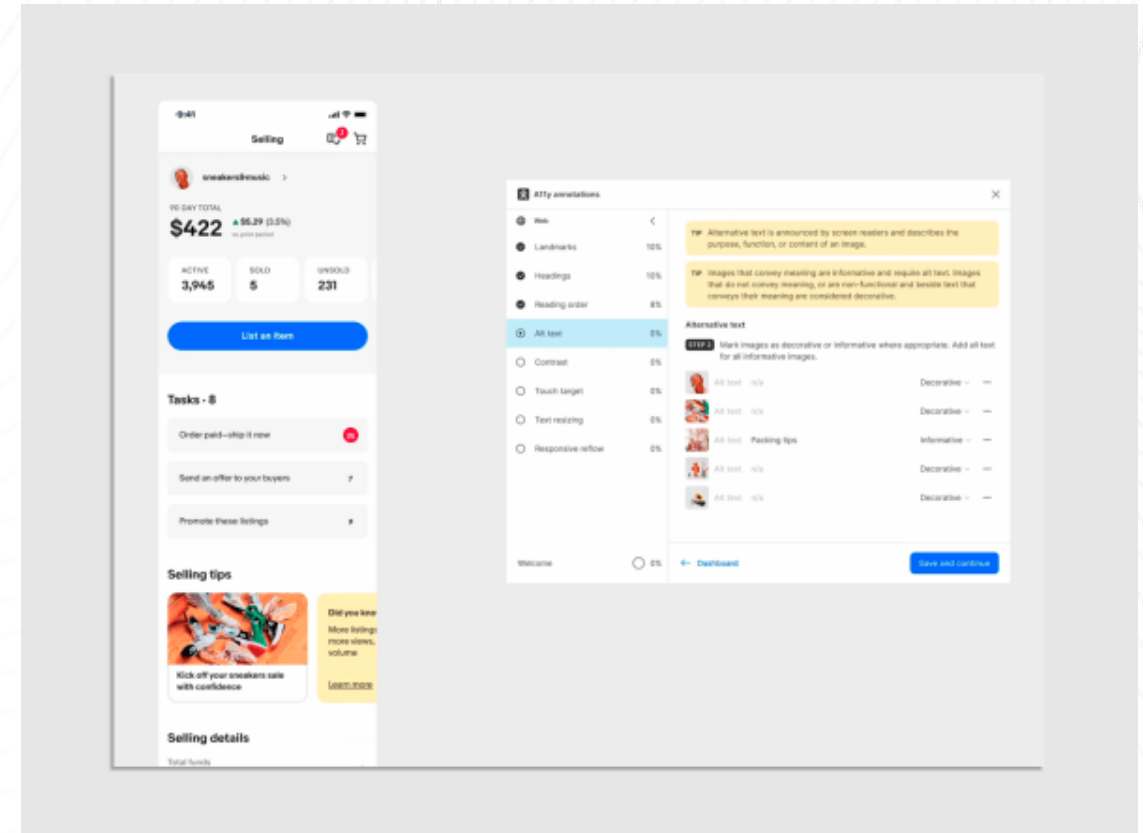 9:41
Selling
sneakers&music
90 DAY TOTAL
$422
$5.29 (3.5%)
vs prior period
ACTIVE
SOLD
UNSOLD
3,945
5
231
List an item
Tasks - 8
Order paid—ship it now
Send an offer to your buyers
7
Promote these listings
Selling tips
Kick off your sneakers sale
with confidence
Did you know
More listings
more views,
volume
Learn more
Selling details
Total funds
A11y annotations
Web
Landmarks 10%
Headings 10%
Reading order 8%
Alt text 0%
Contrast 0%
Touch target 0%
Text resizing 0%
Responsive reflow 0%
Welcome 0%
TIP Alternative text is announced by screen readers and describes the
purpose, function, or content of an image.
TIP Images that convey meaning are informative and require alt text. Images
that do not convey meaning, or are non-functional and beside text that
conveys their meaning are considered decorative.
Alternative text
STEP 2 Mark images as decorative or informative where appropriate. Add alt text
for all informative images.
Alt text n/a Decorative
Alt text n/a Decorative
Alt text Packing tips Informative
Alt text n/a Decorative
Alt text n/a Decorative
Dashboard
Save and continue